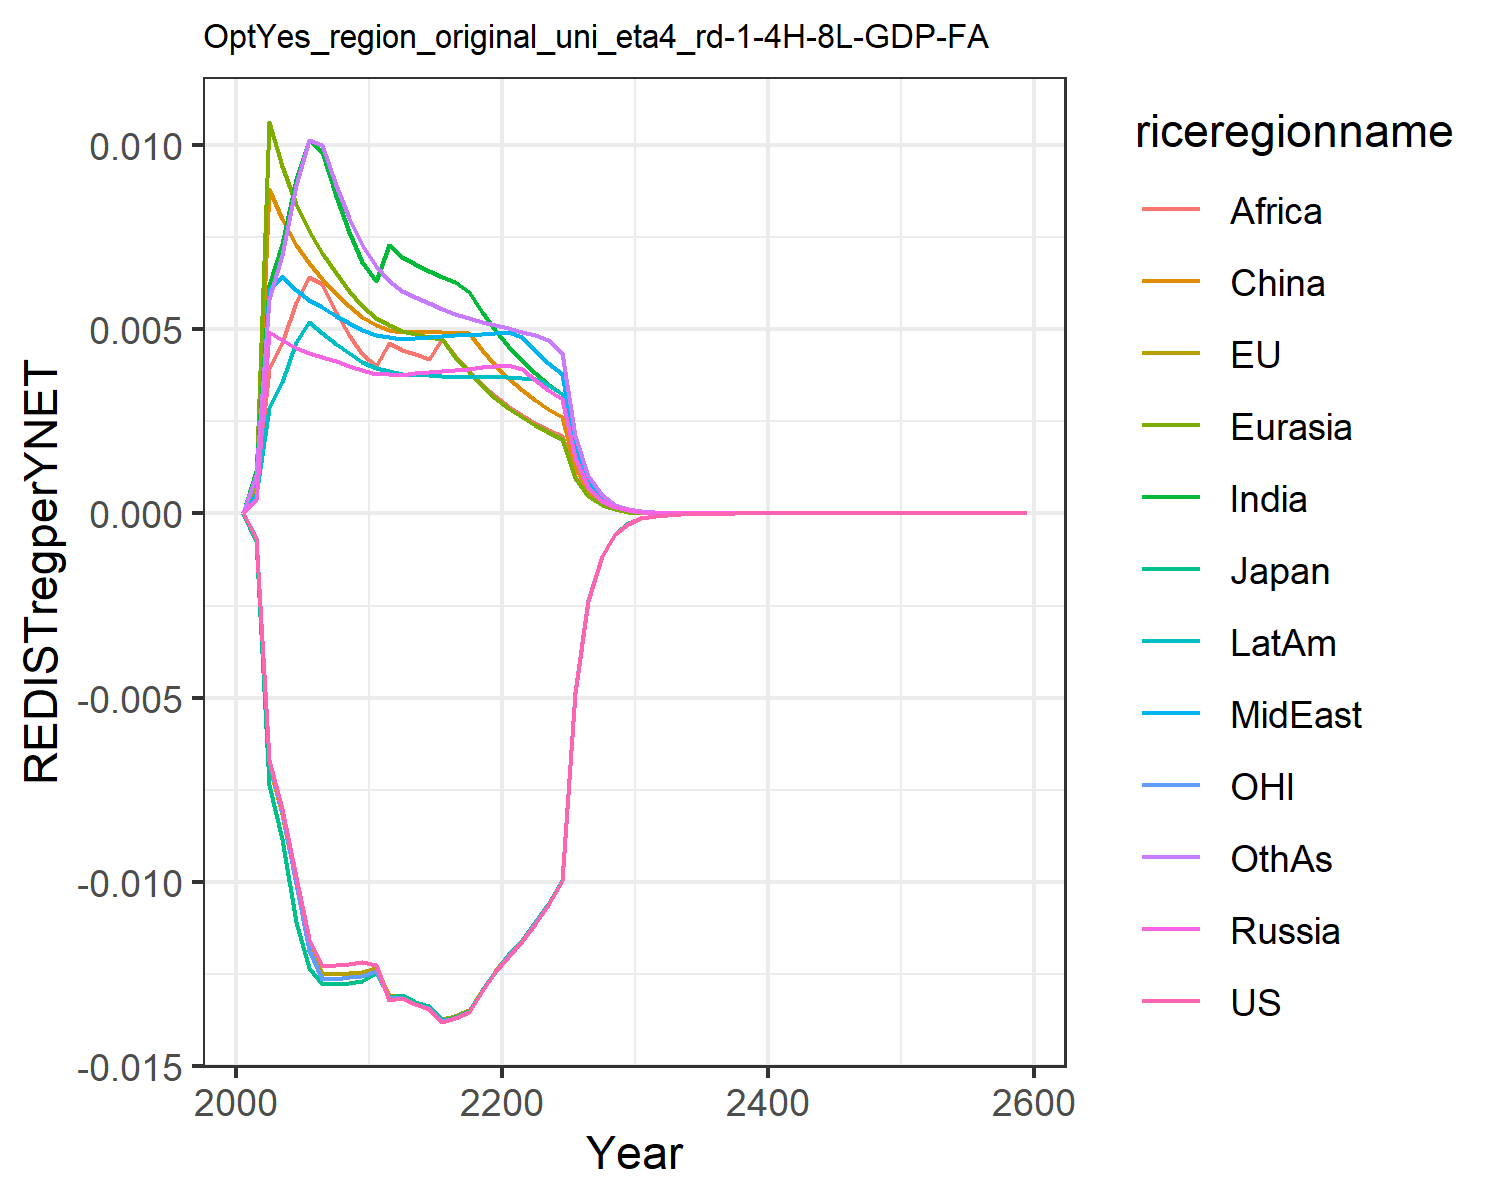 OptYes_region_original_uni_eta4_rd-1-4H-8L-GDP-FA
REDISTregperYNET
0.010
0.005
0.000
-0.005
-0.010
-0.015
2000
2200
2400
2600
Year
riceregionname
Africa
China
EU
Eurasia
India
Japan
LatAm
MidEast
OHI
OthAs
Russia
US